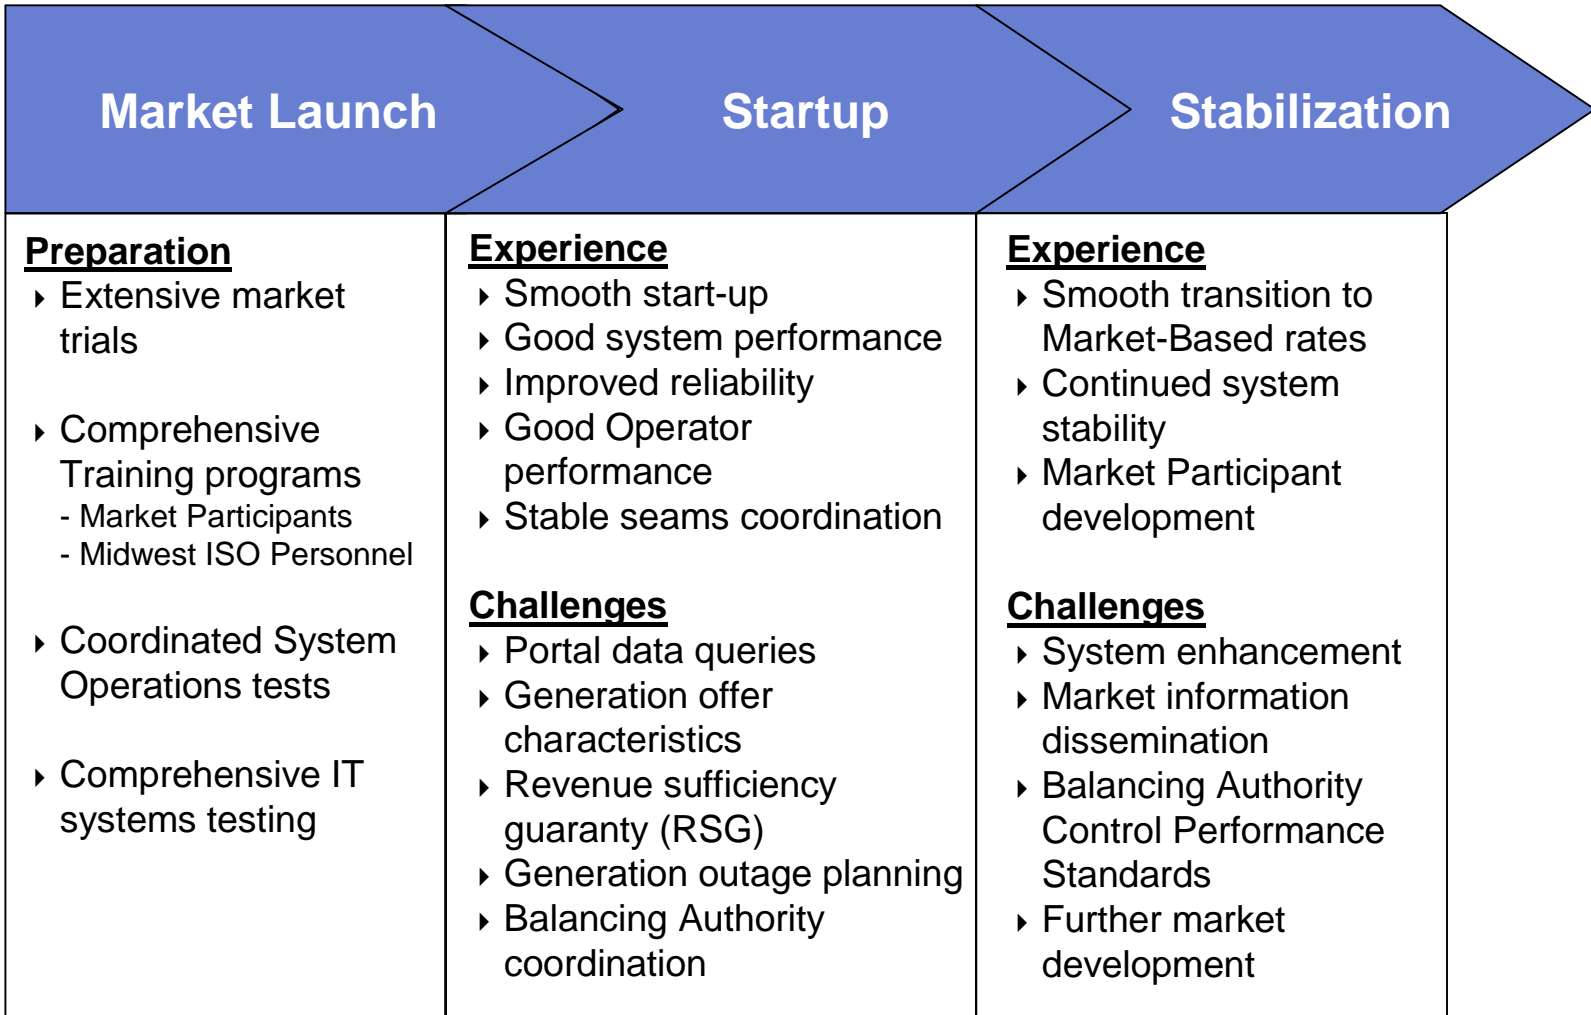 Market Launch
Startup
Stabilization
Preparation
Extensive market
trials
Comprehensive
Training programs
- Market Participants
- Midwest ISO Personnel
Coordinated System
Operations tests
Comprehensive IT
systems testing
Experience
Smooth start-up
Good system performance
Improved reliability
Good Operator
performance
Stable seams coordination
Challenges
Portal data queries
Generation offer
characteristics
Revenue sufficiency
guaranty (RSG)
Generation outage planning
Balancing Authority
coordination
Experience
Smooth transition to
Market-Based rates
Continued system
stability
Market Participant
development
Challenges
System enhancement
Market information
dissemination
Balancing Authority
Control Performance
Standards
Further market
development